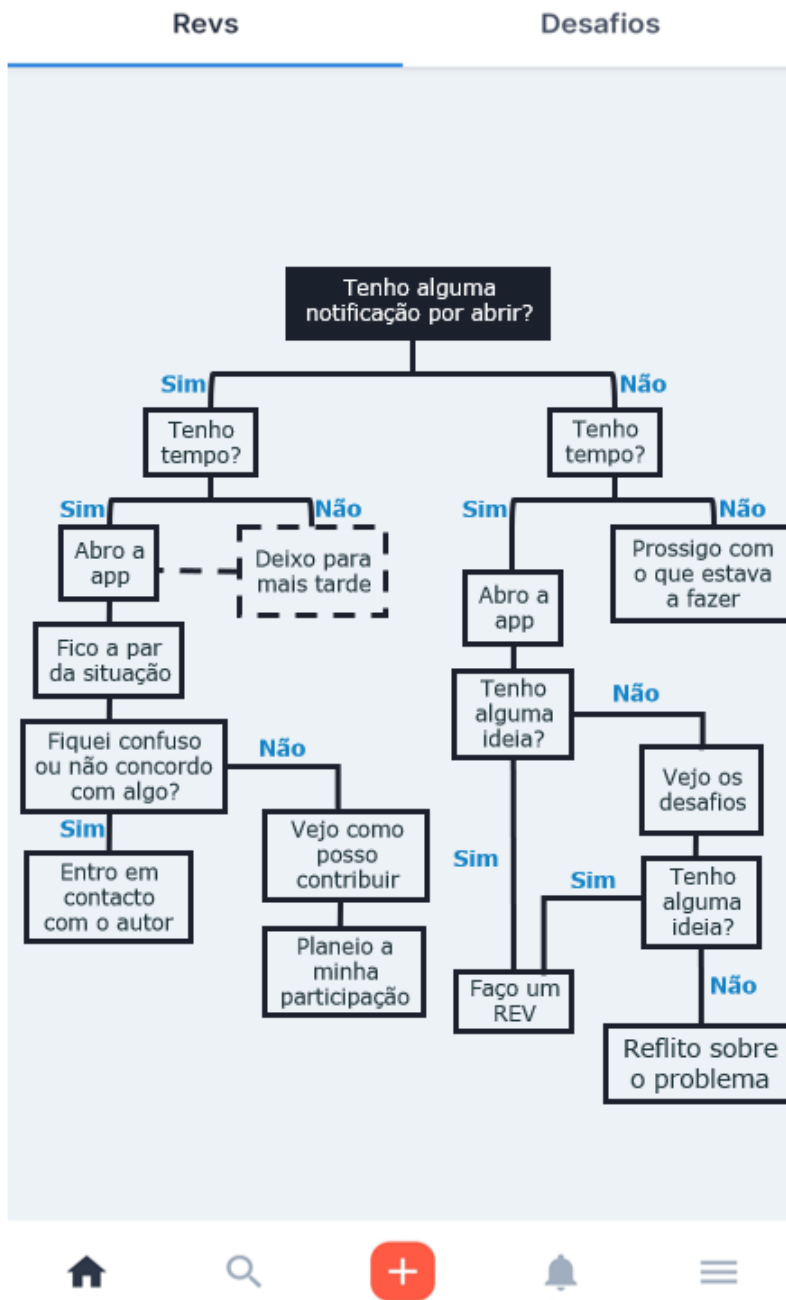 Revs
Desafios
Tenho alguma
notificação por abrir?
Sim
Não
Tenho
tempo?
Tenho
tempo?
Sim
Não
Sim
Não
Abro a
app
Deixo para
mais tarde
Abro a
app
Prossigo com
o que estava
a fazer
Fico a par
da situação
Tenho
alguma
ideia?
Não
Fiquei confuso
ou não concordo
com algo?
Não
Vejo os
desafios
Sim
Vejo como
posso
contribuir
Sim
Sim
Tenho
alguma
ideia?
Entro em
contacto
com o autor
Planeio a
minha
participação
Faço um
REV
Não
Reflito sobre
o problema